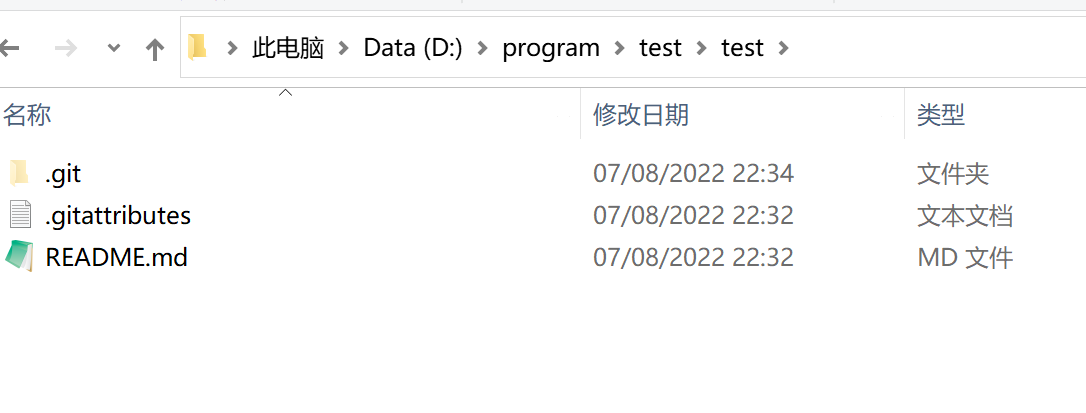 此电脑 Data (D:) program test test
名称 修改日期 类型
.git 07/08/2022 22:34 文件夹
.gitattributes 07/08/2022 22:32 文本文档
README.md 07/08/2022 22:32 MD 文件